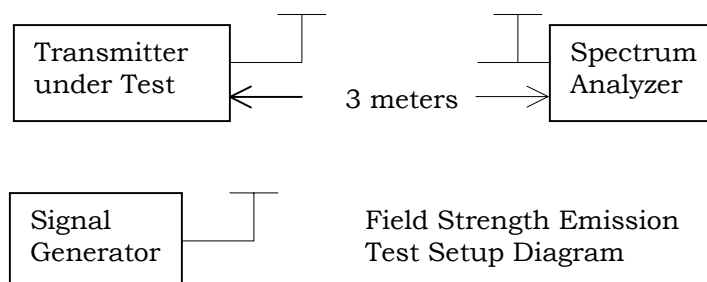 Transmitter
under Test
3 meters
Spectrum
Analyzer
Signal
Generator
Field Strength Emission
Test Setup Diagram